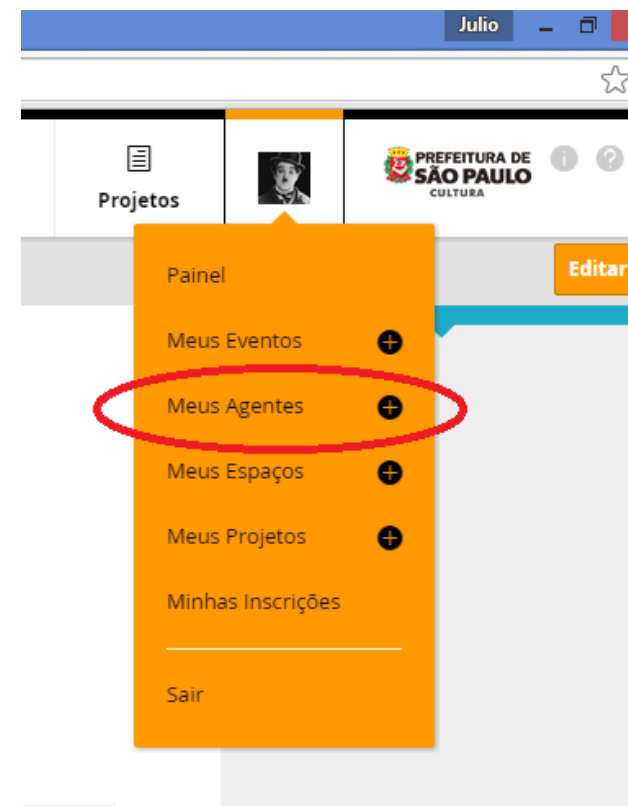 Julio
Projetos
PREFEITURA DE
SÃO PAULO
CULTURA
i ?
Editar
Painel
Meus Eventos
Meus Agentes
Meus Espaços
Meus Projetos
Minhas Inscrições
Sair